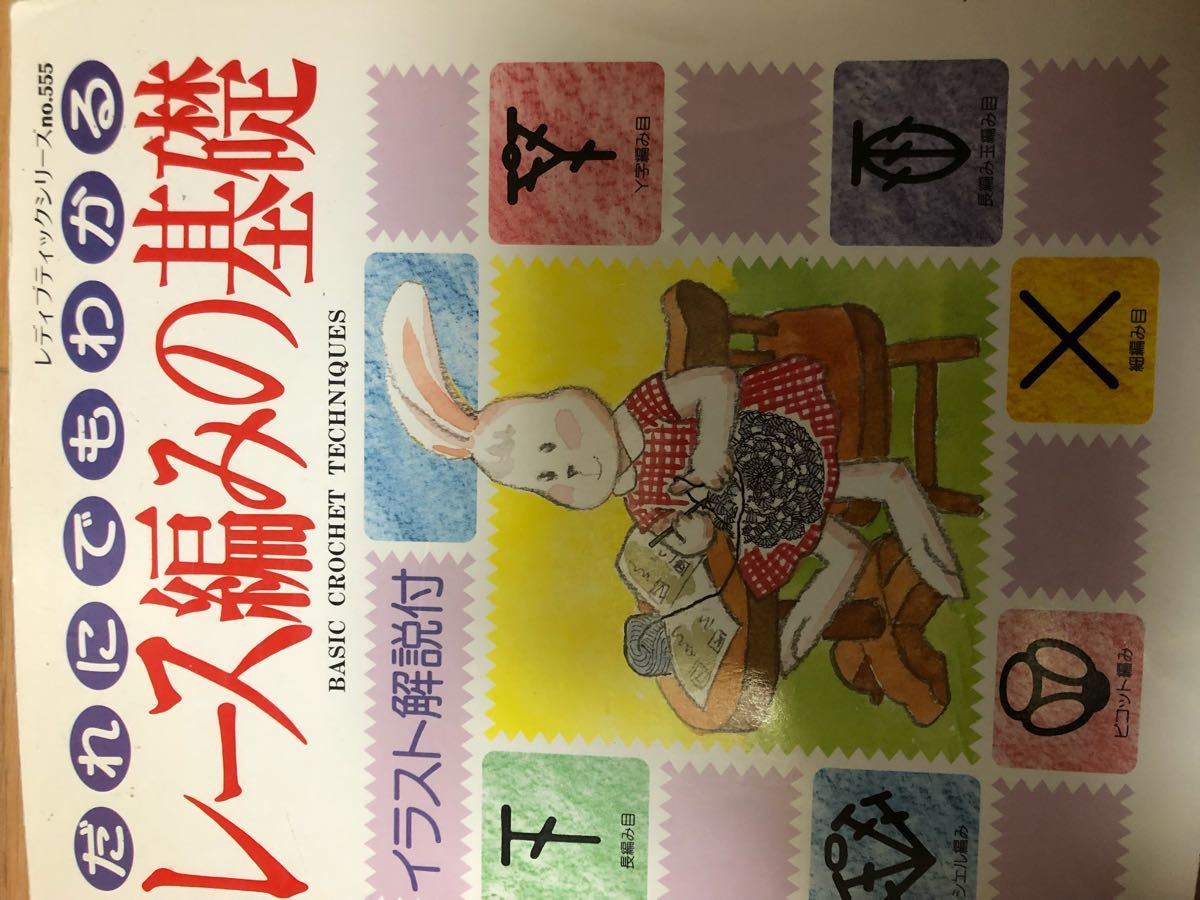 レディブティックシリーズno.555
だれにでもわかる
レース編みの基礎
BASIC CROCHET TECHNIQUES
イラスト解説付
長編み目
Y字編み目
シェル編み
長編み玉編み目
ピコット編み
細編み目